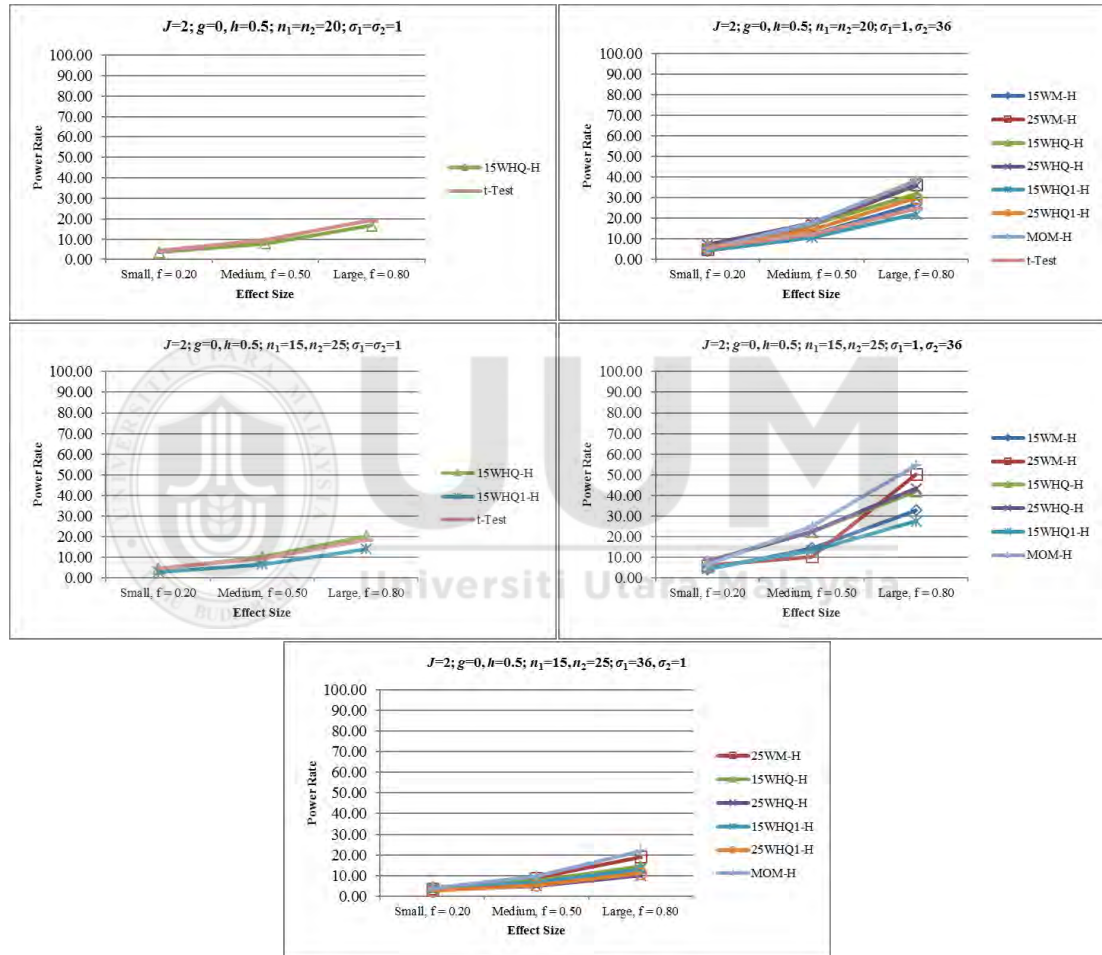 J=2; g=0, h=0.5; n₁=n₂=20; σ₁=σ₂=1
100.00
90.00
80.00
70.00
60.00
50.00
40.00
30.00
20.00
10.00
0.00
Power Rate
Small, f = 0.20
Medium, f = 0.50
Large, f = 0.80
Effect Size
15WHQ-H
t-Test
J=2; g=0, h=0.5; n₁=n₂=20; σ₁=1, σ₂=36
100.00
90.00
80.00
70.00
60.00
50.00
40.00
30.00
20.00
10.00
0.00
Power Rate
Small, f = 0.20
Medium, f = 0.50
Large, f = 0.80
Effect Size
15WM-H
25WM-H
15WHQ-H
25WHQ-H
15WHQ1-H
25WHQ1-H
MOM-H
t-Test
J=2; g=0, h=0.5; n₁=15, n₂=25; σ₁=σ₂=1
100.00
90.00
80.00
70.00
60.00
50.00
40.00
30.00
20.00
10.00
0.00
Power Rate
Small, f = 0.20
Medium, f = 0.50
Large, f = 0.80
Effect Size
15WHQ-H
15WHQ1-H
t-Test
J=2; g=0, h=0.5; n₁=15, n₂=25; σ₁=1, σ₂=36
100.00
90.00
80.00
70.00
60.00
50.00
40.00
30.00
20.00
10.00
0.00
Power Rate
Small, f = 0.20
Medium, f = 0.50
Large, f = 0.80
Effect Size
15WM-H
25WM-H
15WHQ-H
25WHQ-H
15WHQ1-H
MOM-H
UNIVERSITI UTARA MALAYSIA
UUM
Universiti Utara Malaysia
J=2; g=0, h=0.5; n₁=15, n₂=25; σ₁=36, σ₂=1
100.00
90.00
80.00
70.00
60.00
50.00
40.00
30.00
20.00
10.00
0.00
Power Rate
Small, f = 0.20
Medium, f = 0.50
Large, f = 0.80
Effect Size
25WM-H
15WHQ-H
25WHQ-H
15WHQ1-H
25WHQ1-H
MOM-H